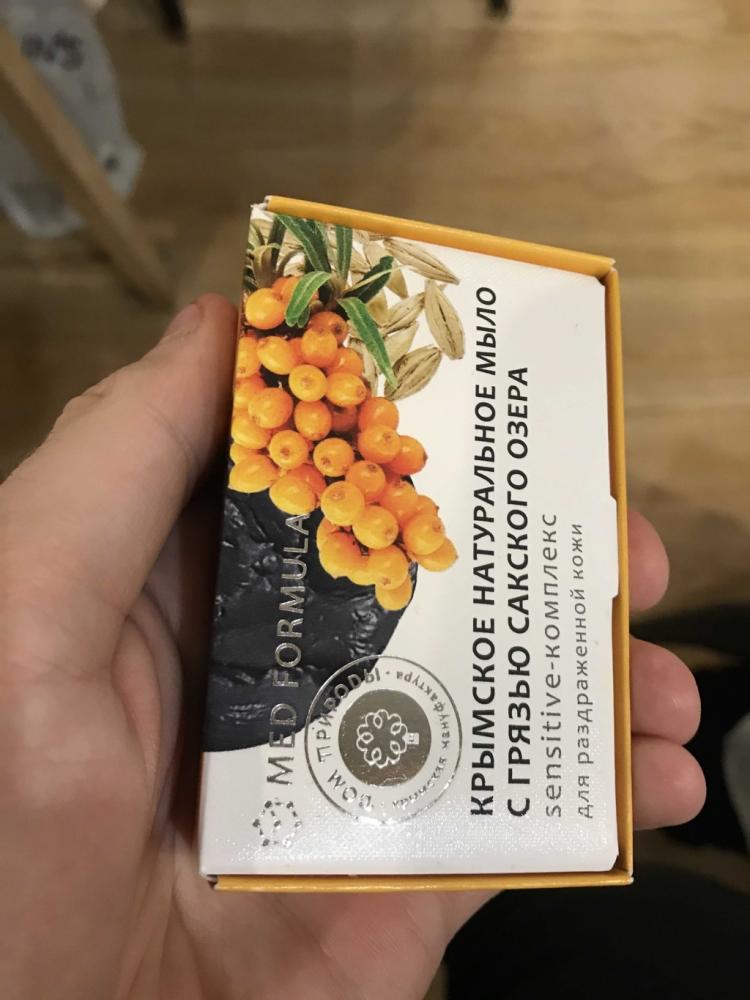 КРЫМСКОЕ НАТУРАЛЬНОЕ МЫЛО
С ГРЯЗЬЮ САКСКОГО ОЗЕРА
sensitive-комплекс
для раздраженной кожи
MED FORMULA
ДОМ ПРИРОДЫ
крымская мануфактура